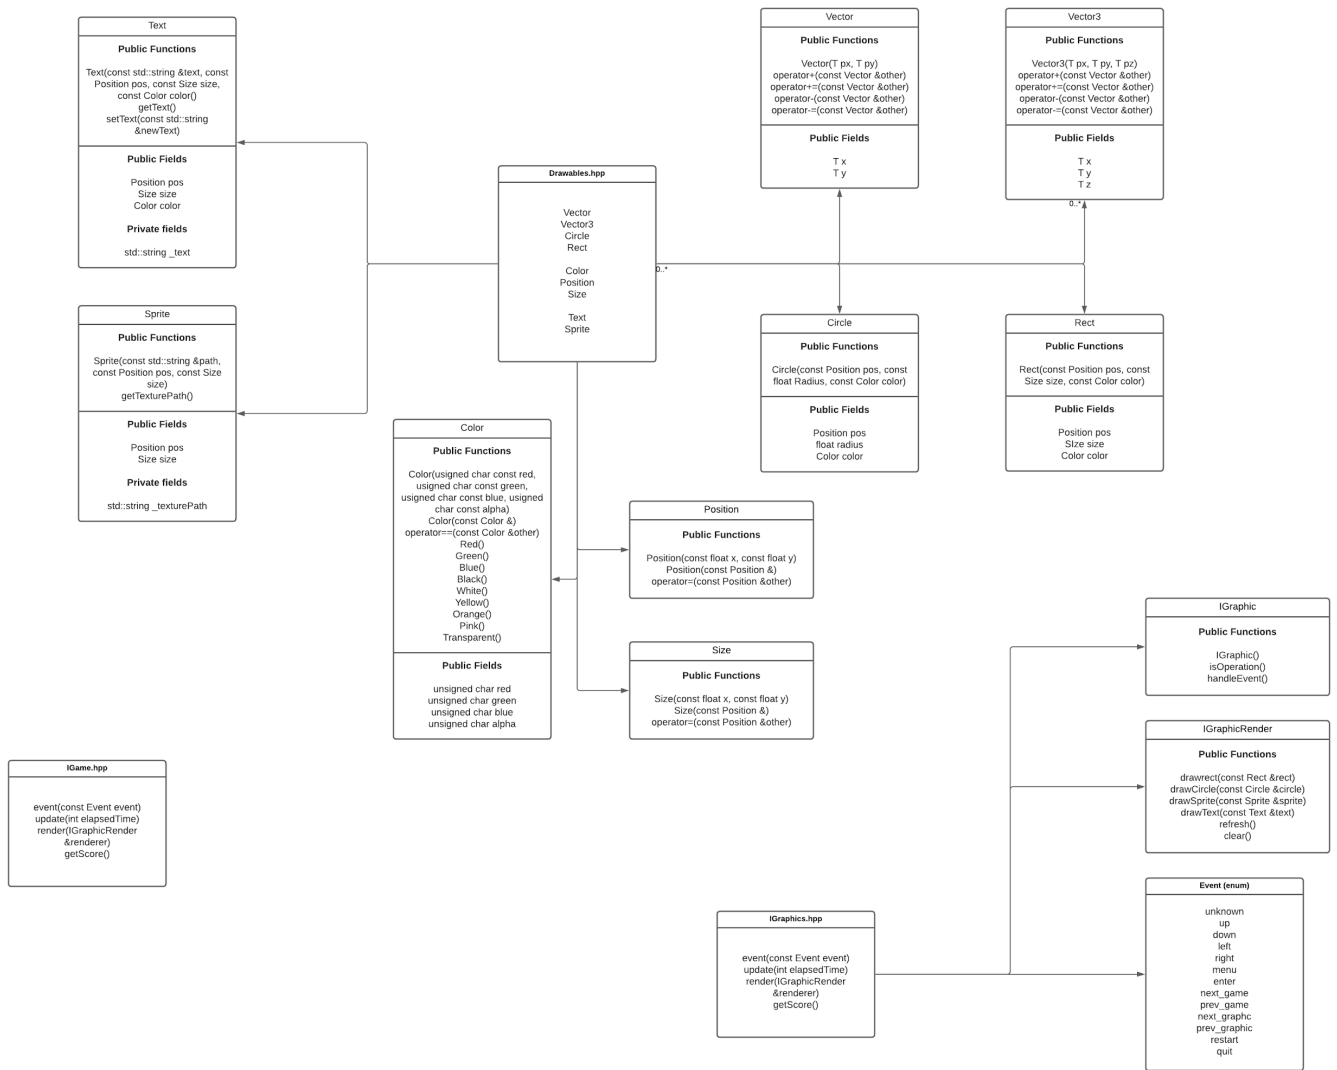 Text
Public Functions
Text(const std::string &text, const
Position pos, const Size size,
const Color color()
getText()
setText(const std::string
&newText)
Public Fields
Position pos
Size size
Color color
Private fields
std::string _text
Sprite
Public Functions
Sprite(const std::string &path,
const Position pos, const Size
size)
getTexturePath()
Public Fields
Position pos
Size size
Private fields
std::string _texturePath
Drawables.hpp
Vector
Vector3
Circle
Rect
Color
Position
Size
Text
Sprite
0..*
Vector
Public Functions
Vector(T px, T py)
operator+(const Vector &other)
operator+=(const Vector &other)
operator-(const Vector &other)
operator-=(const Vector &other)
Public Fields
T x
T y
Vector3
Public Functions
Vector3(T px, T py, T pz)
operator+(const Vector &other)
operator+=(const Vector &other)
operator-(const Vector &other)
operator-=(const Vector &other)
Public Fields
T x
T y
T z
0..*
Circle
Public Functions
Circle(const Position pos, const
float Radius, const Color color)
Public Fields
Position pos
float radius
Color color
Rect
Public Functions
Rect(const Position pos, const
Size size, const Color color)
Public Fields
Position pos
SIze size
Color color
Color
Public Functions
Color(usigned char const red,
usigned char const green,
usigned char const blue, usigned
char const alpha)
Color(const Color &)
operator==(const Color &other)
Red()
Green()
Blue()
Black()
White()
Yellow()
Orange()
Pink()
Transparent()
Public Fields
unsigned char red
unsigned char green
unsigned char blue
unsigned char alpha
Position
Public Functions
Position(const float x, const float y)
Position(const Position &)
operator=(const Position &other)
Size
Public Functions
Size(const float x, const float y)
Size(const Position &)
operator=(const Position &other)
IGame.hpp
event(const Event event)
update(int elapsedTime)
render(IGraphicRender
&renderer)
getScore()
IGraphics.hpp
event(const Event event)
update(int elapsedTime)
render(IGraphicRender
&renderer)
getScore()
IGraphic
Public Functions
IGraphic()
isOperation()
handleEvent()
IGraphicRender
Public Functions
drawrect(const Rect &rect)
drawCircle(const Circle &circle)
drawSprite(const Sprite &sprite)
drawText(const Text &text)
refresh()
clear()
Event (enum)
unknown
up
down
left
right
menu
enter
next_game
prev_game
next_graphc
prev_graphic
restart
quit